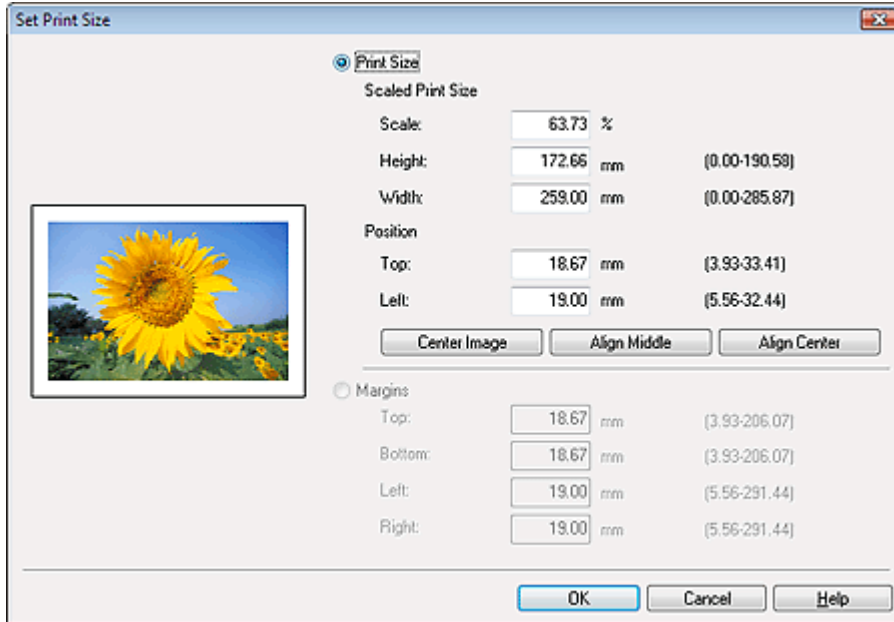 Set Print Size
Print Size
Scaled Print Size
Scale: 63.73 %
Height: 172.66 mm (0.00-190.58)
Width: 259.00 mm (0.00-285.87)
Position
Top: 18.67 mm (3.93-33.41)
Left: 19.00 mm (5.56-32.44)
Center Image Align Middle Align Center
Margins
Top: 18.67 mm (3.93-206.07)
Bottom: 18.67 mm (3.93-206.07)
Left: 19.00 mm (5.56-291.44)
Right: 19.00 mm (5.56-291.44)
OK Cancel Help